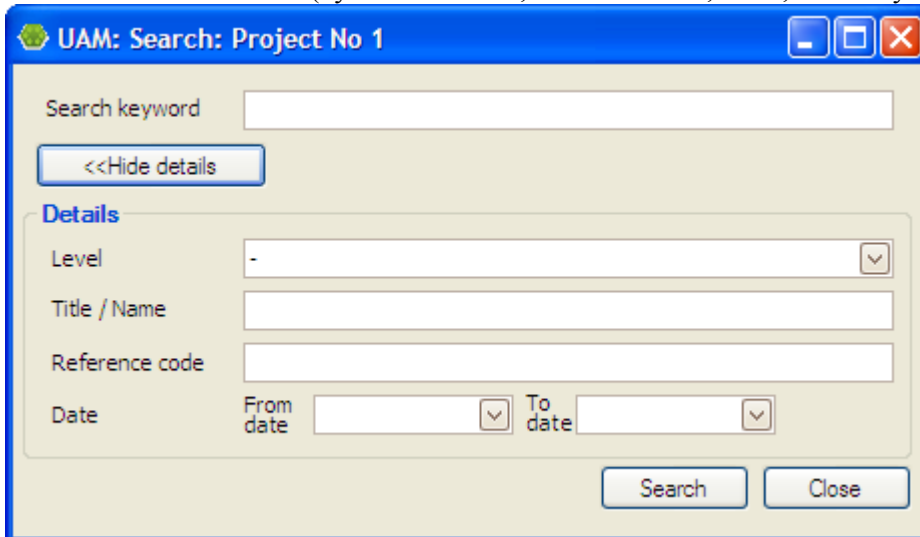 UAM: Search: Project No 1
Search keyword
<<Hide details
Details
Level -
Title / Name
Reference code
Date From date To date
Search Close